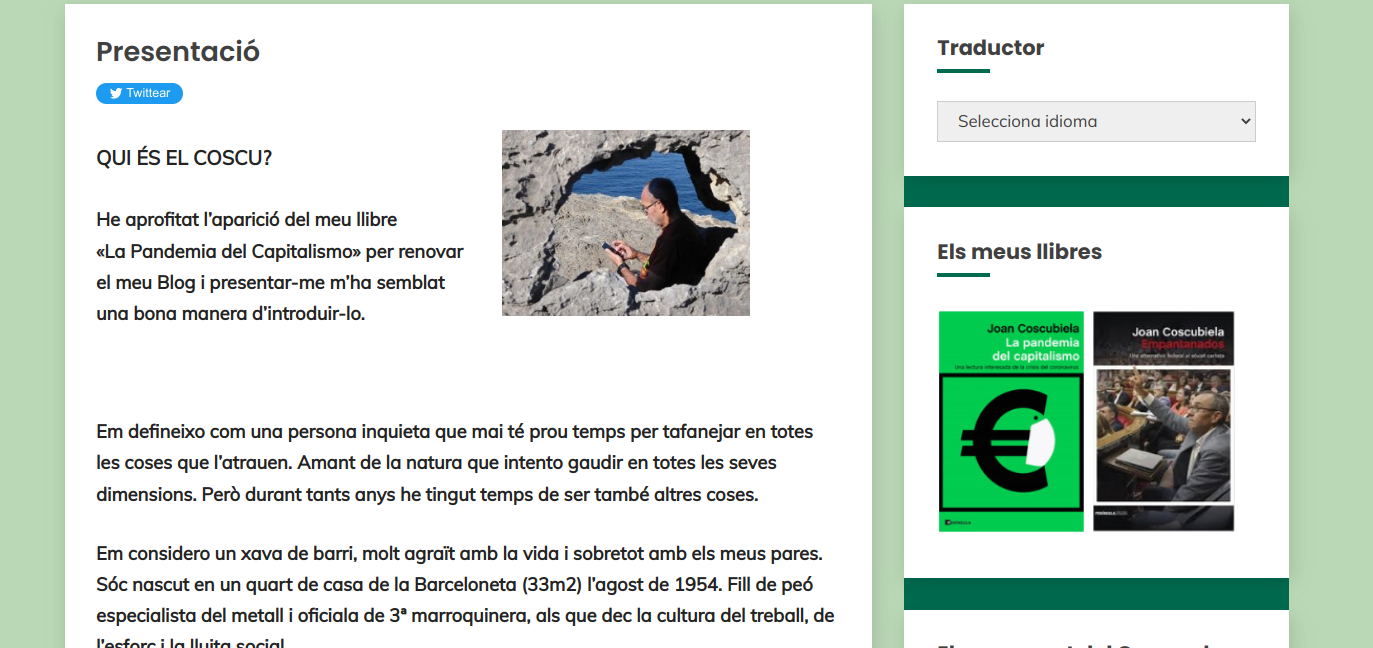 Presentació
Twittear
QUI ÉS EL COSCU?
He aprofitat l’aparició del meu llibre
«La Pandemia del Capitalismo» per renovar
el meu Blog i presentar-me m’ha semblat
una bona manera d’introduir-lo.
Em defineixo com una persona inquieta que mai té prou temps per tafanejar en totes
les coses que l’atrauen. Amant de la natura que intento gaudir en totes les seves
dimensions. Però durant tants anys he tingut temps de ser també altres coses.
Em considero un xava de barri, molt agraït amb la vida i sobretot amb els meus pares.
Sóc nascut en un quart de casa de la Barceloneta (33m2) l’agost de 1954. Fill de peó
especialista del metall i oficiala de 3ª marroquinera, als que dec la cultura del treball, de
l’esforç i la lluita social
Traductor
Selecciona idioma
Els meus llibres
Joan Coscubiela
La pandemia
del capitalismo
Una lectura interesada de la crisis del coronavirus
Joan Coscubiela
Empantanados
Una alternativa federal al sóviet carlista
PENÍNSULA